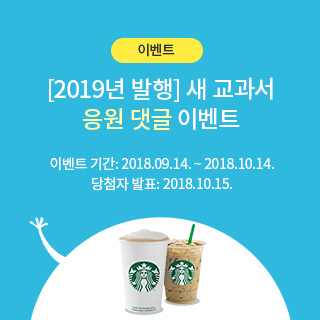 이벤트
[2019년 발행] 새 교과서
응원 댓글 이벤트
이벤트 기간: 2018.09.14. ~ 2018.10.14.
당첨자 발표: 2018.10.15.